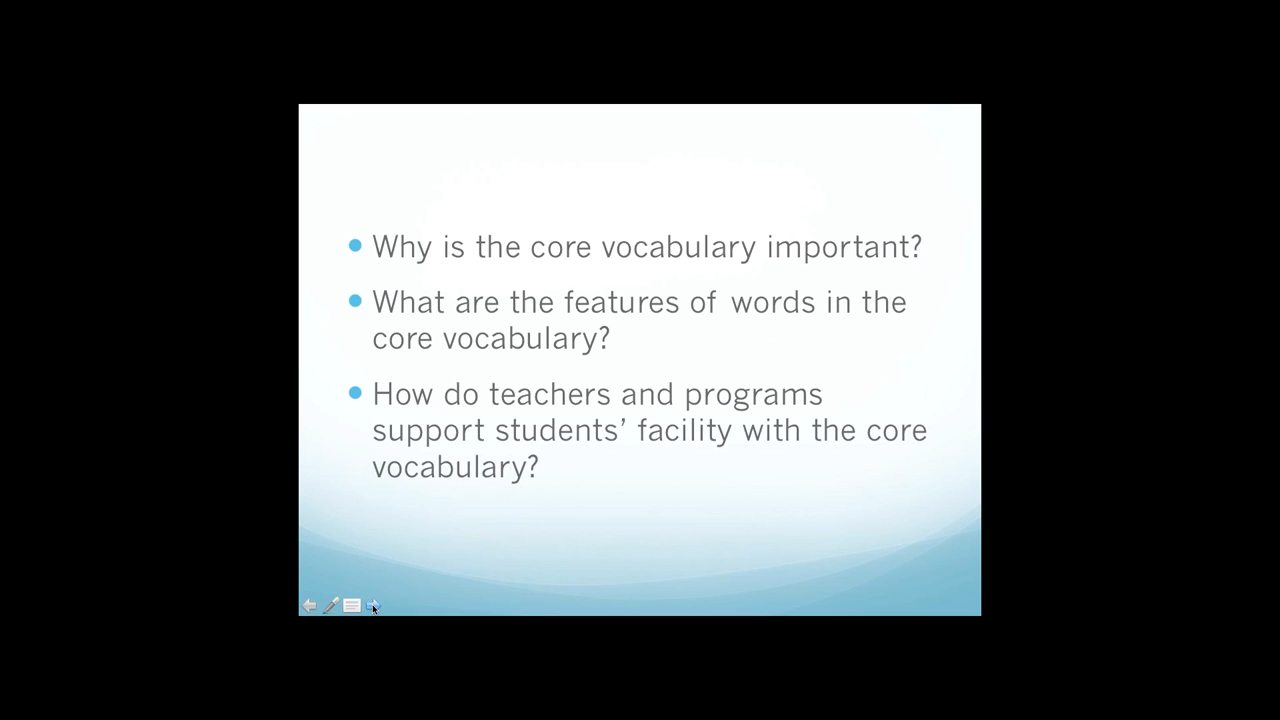 Why is the core vocabulary important?
What are the features of words in the
core vocabulary?
How do teachers and programs
support students’ facility with the core
vocabulary?